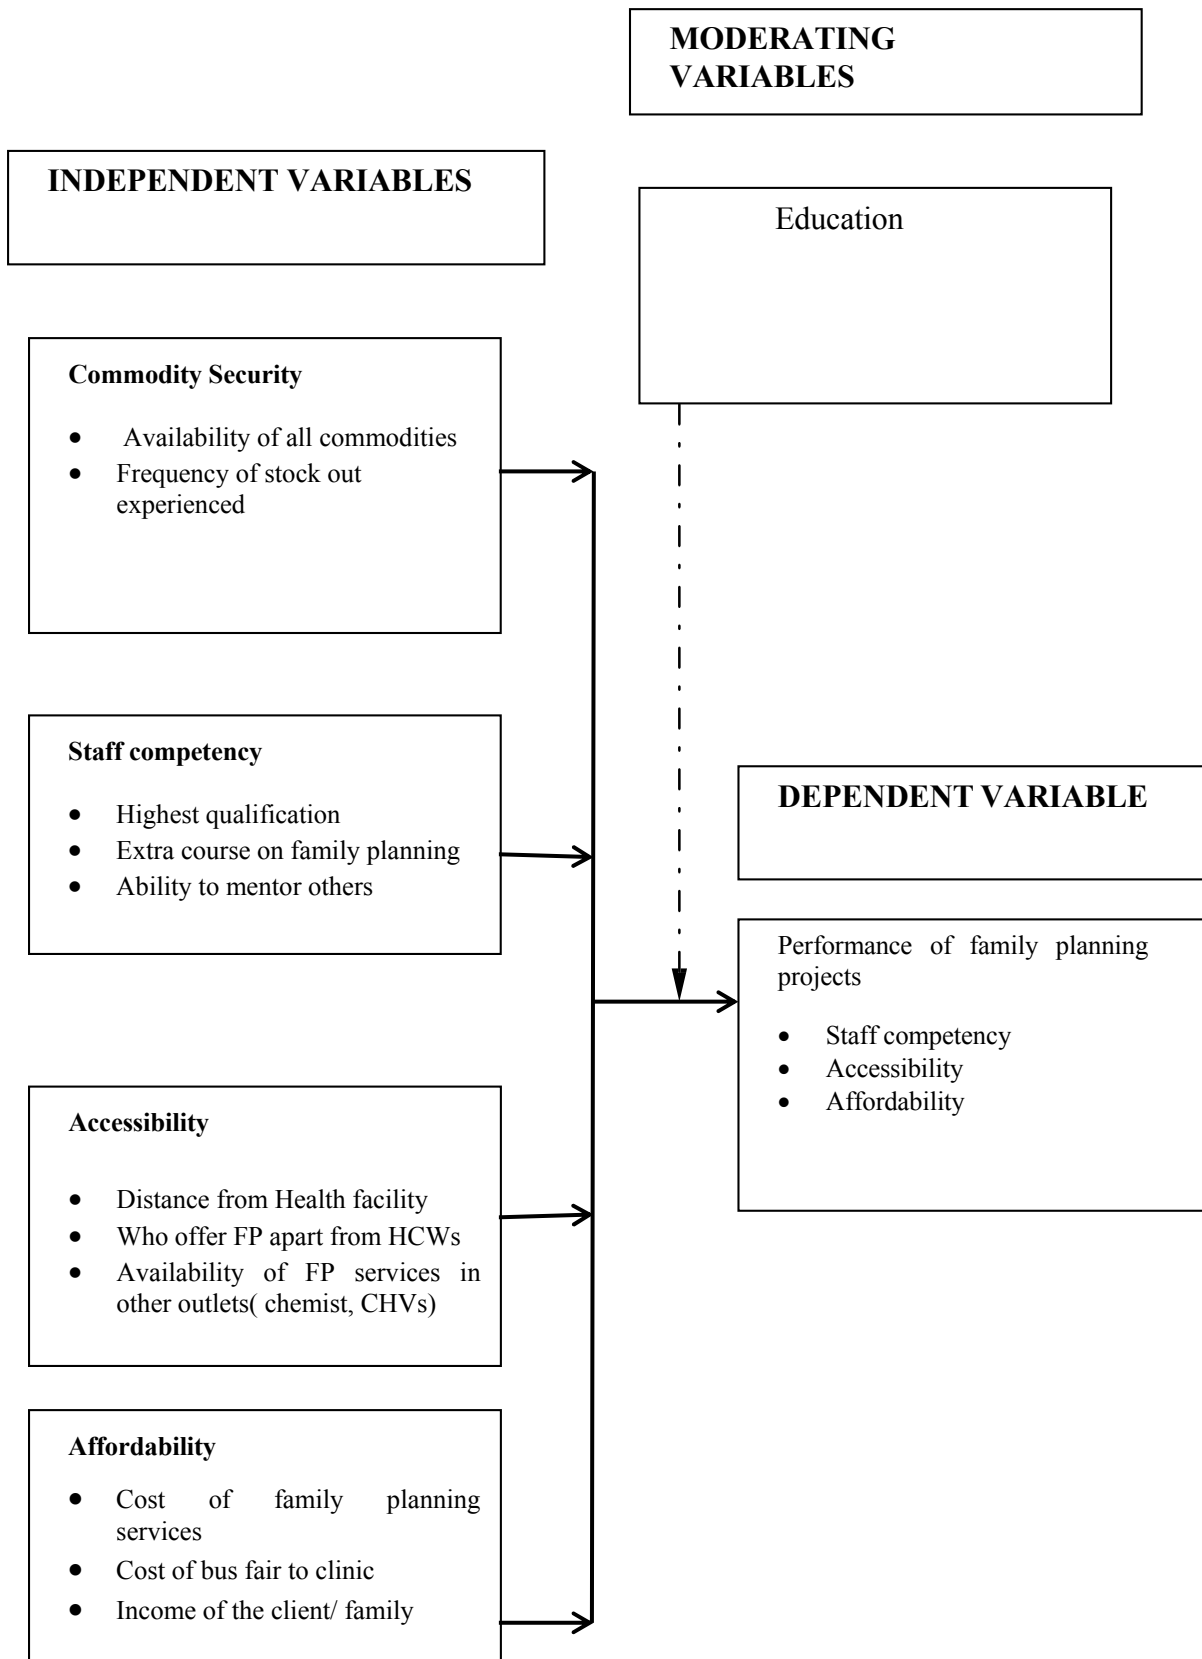 MODERATING
VARIABLES
INDEPENDENT VARIABLES
Education
Commodity Security
• Availability of all commodities
• Frequency of stock out
experienced
Staff competency
• Highest qualification
• Extra course on family planning
• Ability to mentor others
DEPENDENT VARIABLE
Performance of family planning
projects
• Staff competency
• Accessibility
• Affordability
Accessibility
• Distance from Health facility
• Who offer FP apart from HCWs
• Availability of FP services in
other outlets( chemist, CHVs)
Affordability
• Cost of family planning
services
• Cost of bus fair to clinic
• Income of the client/ family